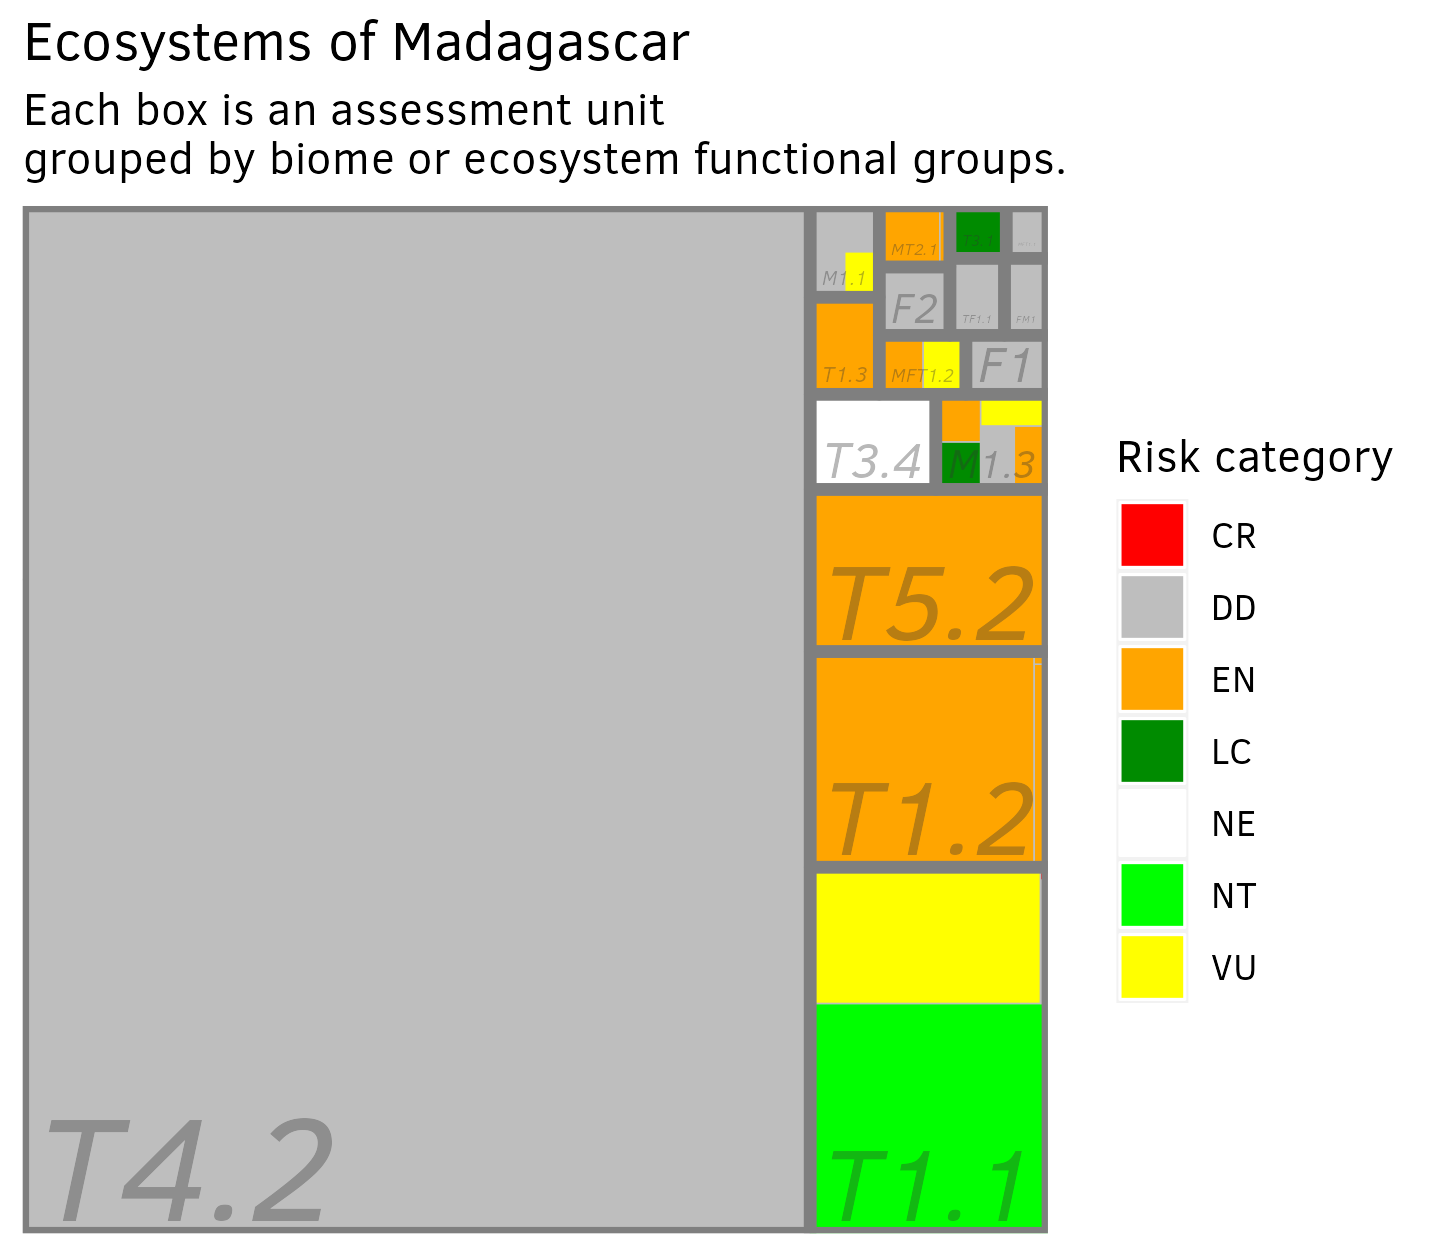 Ecosystems of Madagascar
Each box is an assessment unit
grouped by biome or ecosystem functional groups.
M1.1
MT2.1
T3.1
F2
TF1.1
FM1
T1.3
MFT1.2
F1
T3.4
M1.3
T5.2
T1.2
T4.2
T1.1
Risk category
CR
DD
EN
LC
NE
NT
VU